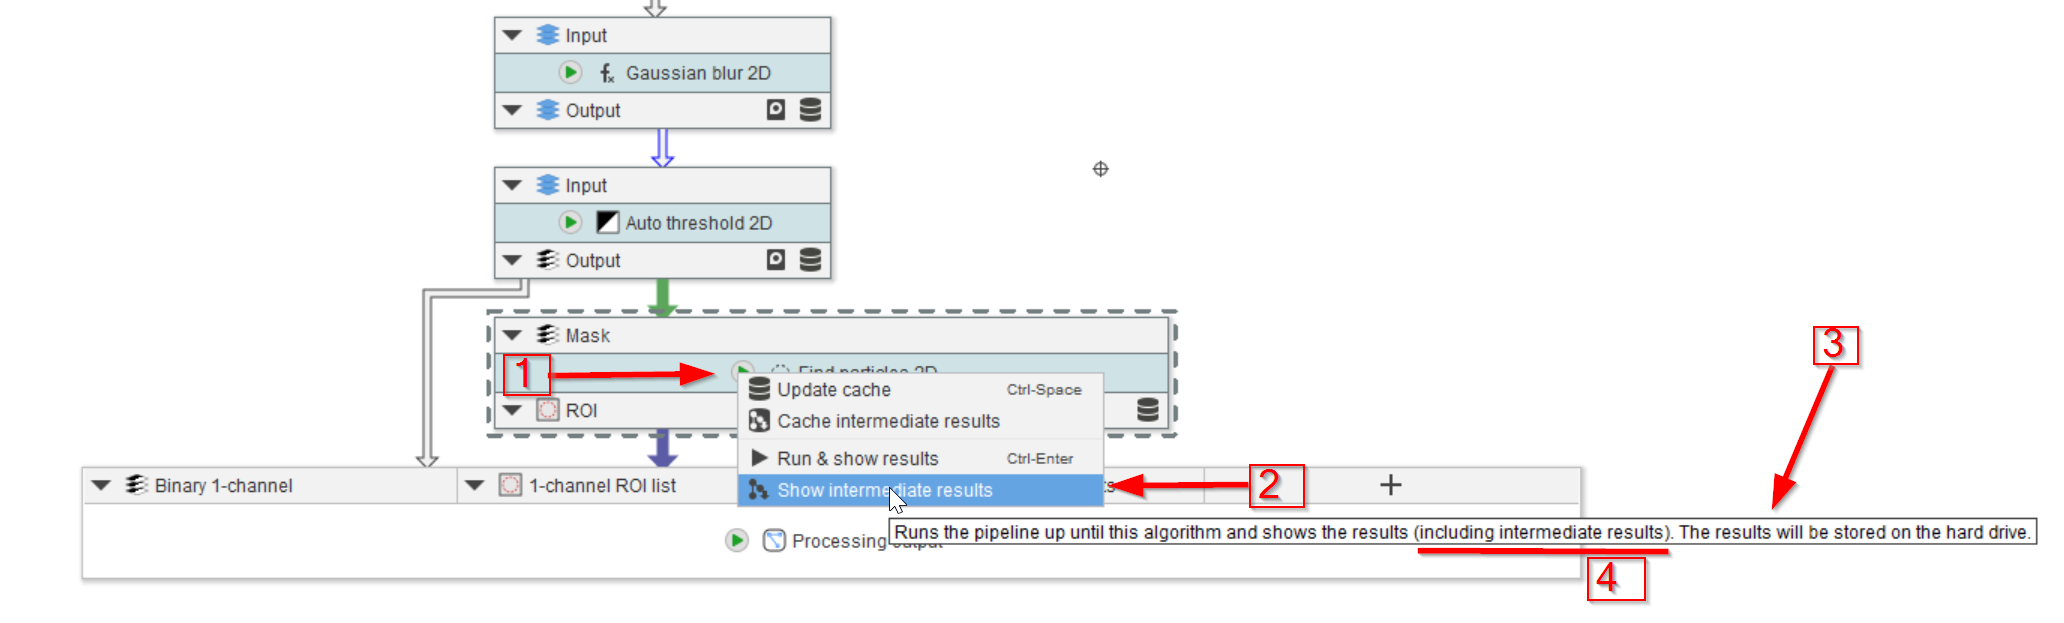 Input
Gaussian blur 2D
Output
Input
Auto threshold 2D
Output
Mask
3
1
Find particles 2D
Update cache Ctrl-Space
ROI
Cache intermediate results
Run & show results Ctrl-Enter
Binary 1-channel
1-channel ROI list
Show intermediate results
2
+
Runs the pipeline up until this algorithm and shows the results (including intermediate results). The results will be stored on the hard drive.
Processing output
4